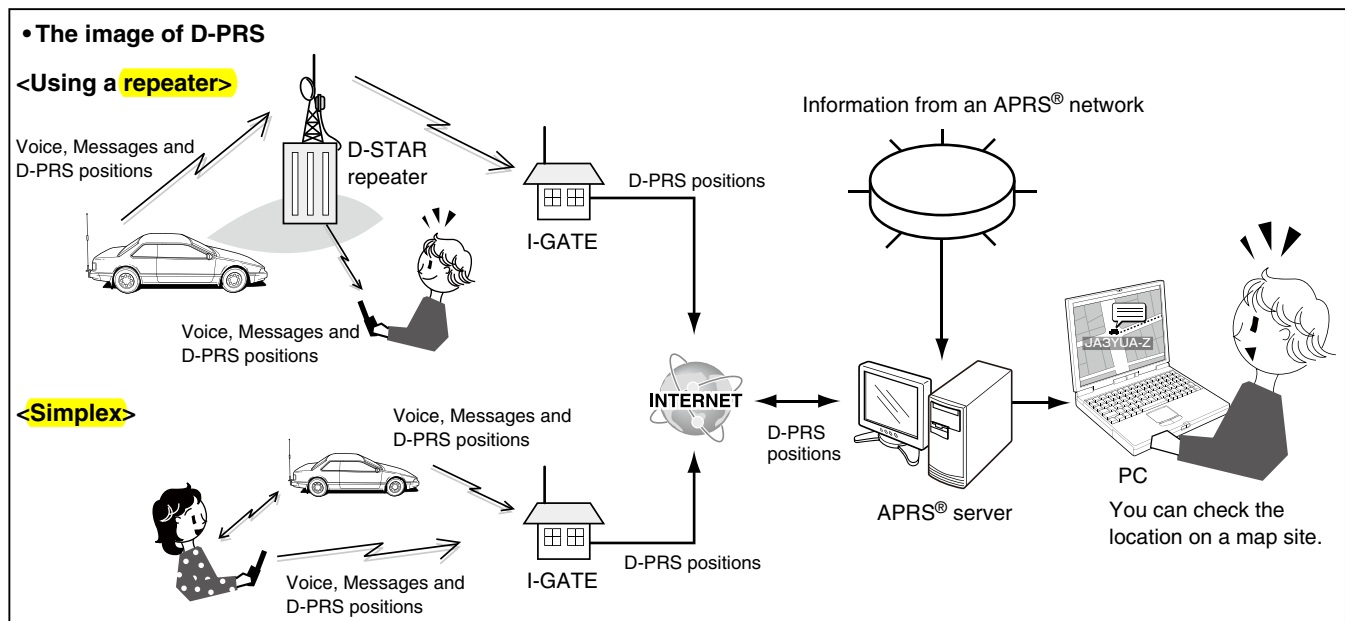 • The image of D-PRS
<Using a repeater>
Voice, Messages and
D-PRS positions
D-STAR
repeater
Voice, Messages and
D-PRS positions
I-GATE
D-PRS positions
Information from an APRS® network
<Simplex>
Voice, Messages and
D-PRS positions
Voice, Messages and
D-PRS positions
I-GATE
D-PRS positions
INTERNET
D-PRS
positions
APRS® server
JA3YUA-Z
PC
You can check the
location on a map site.